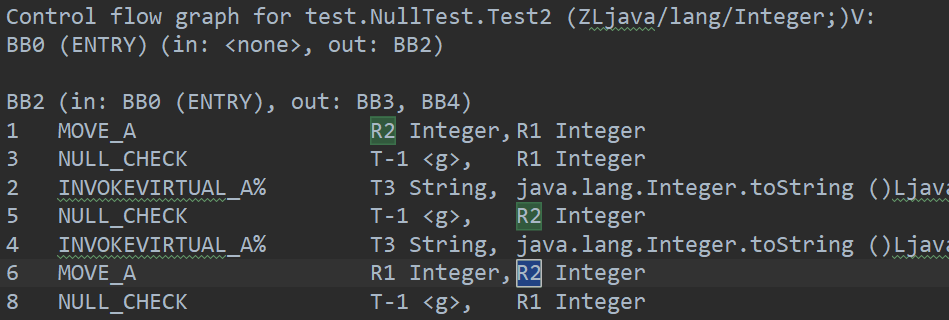 Control flow graph for test.NullTest.Test2 (ZLjava/lang/Integer;)V:
BB0 (ENTRY) (in: <none>, out: BB2)
BB2 (in: BB0 (ENTRY), out: BB3, BB4)
1 MOVE_A R2 Integer, R1 Integer
3 NULL_CHECK T-1 <g>, R1 Integer
2 INVOKEVIRTUAL_A% T3 String, java.lang.Integer.toString ()Ljava
5 NULL_CHECK T-1 <g>, R2 Integer
4 INVOKEVIRTUAL_A% T3 String, java.lang.Integer.toString ()Ljava
6 MOVE_A R1 Integer, R2 Integer
8 NULL_CHECK T-1 <g>, R1 Integer